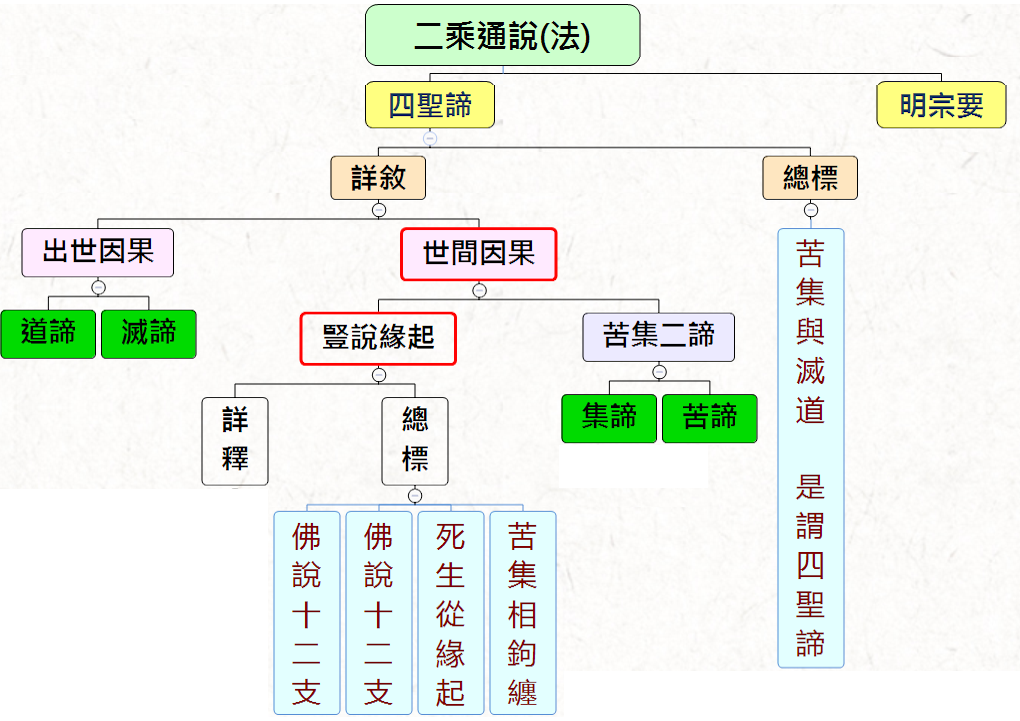 二乘通說(法)
四聖諦
明宗要
詳敘
總標
出世因果
世間因果
苦集與滅道 是謂四聖諦
道諦
滅諦
豎說緣起
苦集二諦
詳釋
總標
集諦
苦諦
佛說十二支
佛說十二支
死生從緣起
苦集相鉤纏